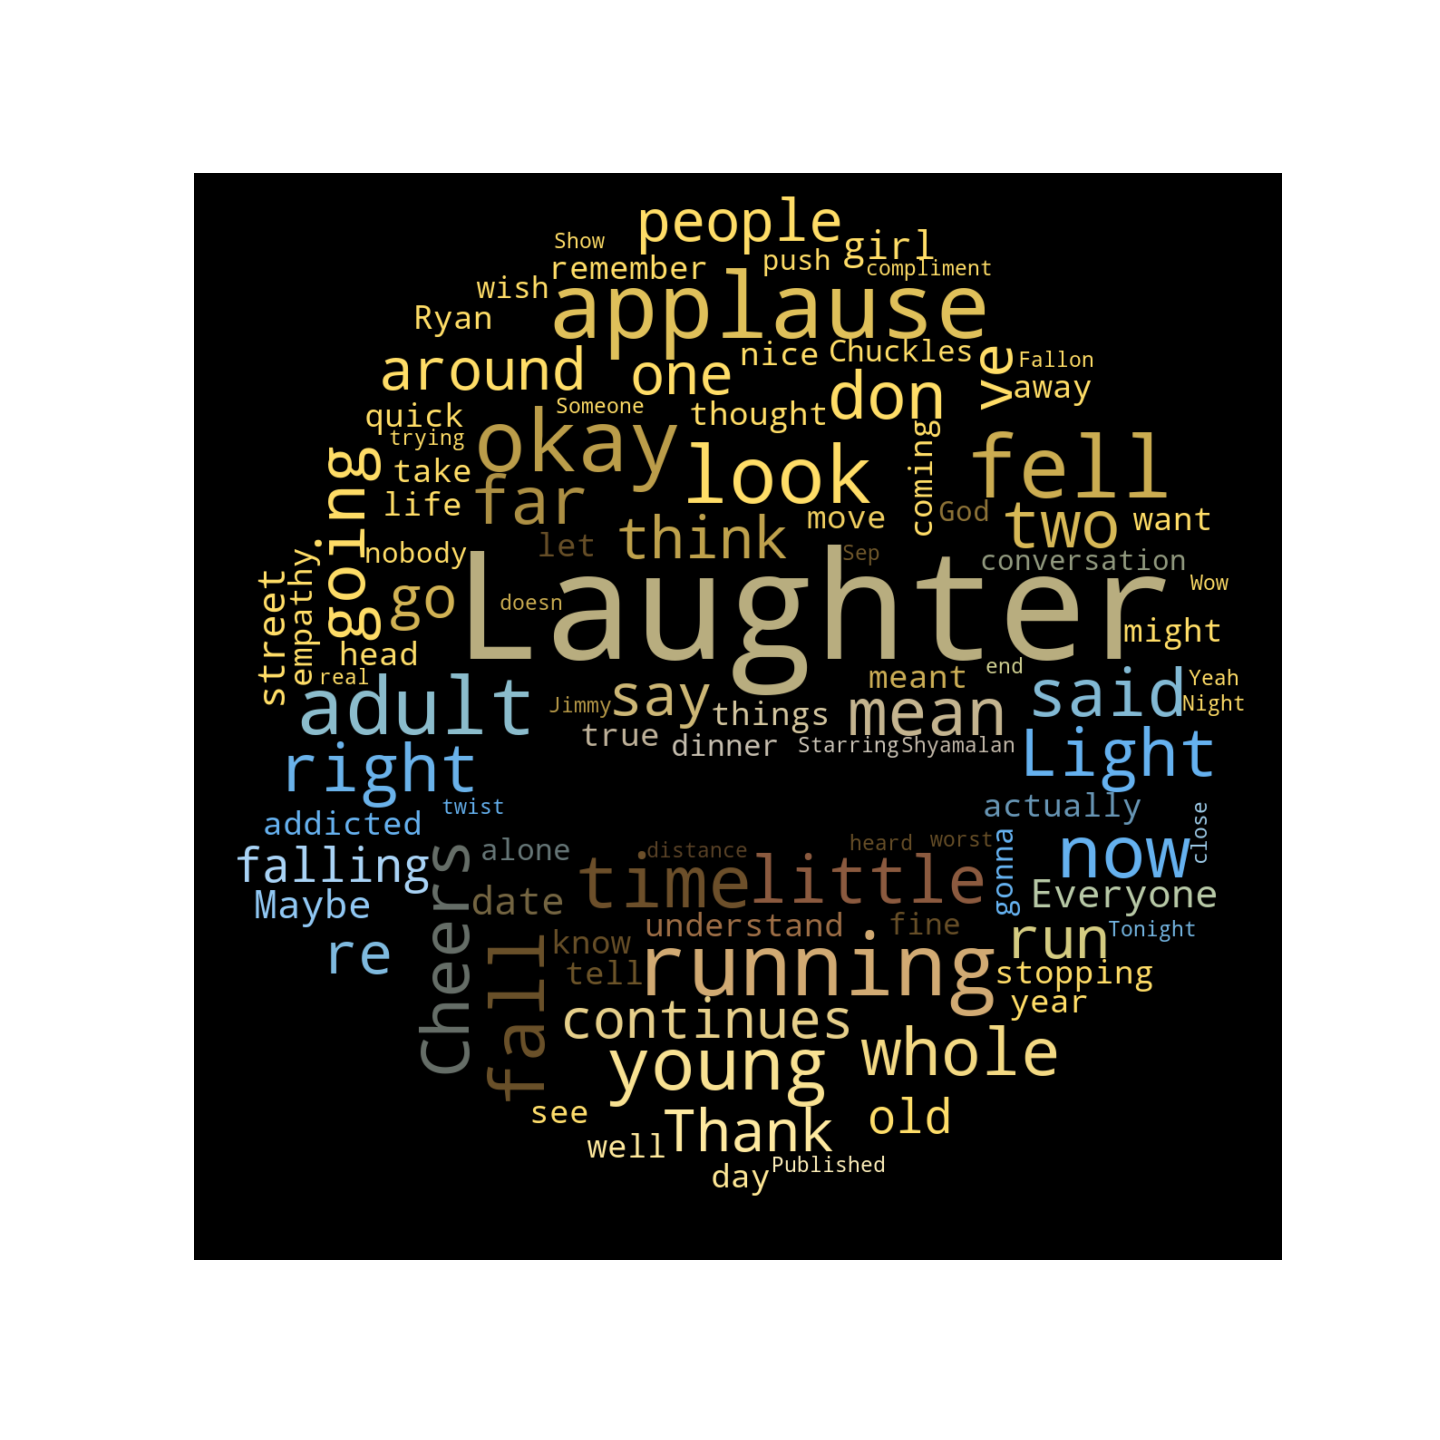 people
Show
girl
remember
push
compliment
wish
applause
Ryan
around
one
nice
Chuckles
ve
Fallon
away
don
quick
Someone
thought
trying
okay
look
coming
fell
going
take
life
far
move
God
two
want
think
let
nobody
Sep
conversation
Laughter
street
empathy
go
doesn
Wow
might
head
real
adult
Jimmy
say
things
meant
end
mean
said
Yeah
Night
true
dinner
Starring
Shyamalan
right
Light
twist
actually
addicted
falling
Cheers
alone
distance
heard
worst
gonna
now
close
Maybe
date
time
little
Everyone
re
fall
know
understand
fine
run
Tonight
tell
running
stopping
year
continues
young
whole
see
well
Thank
old
day
Published